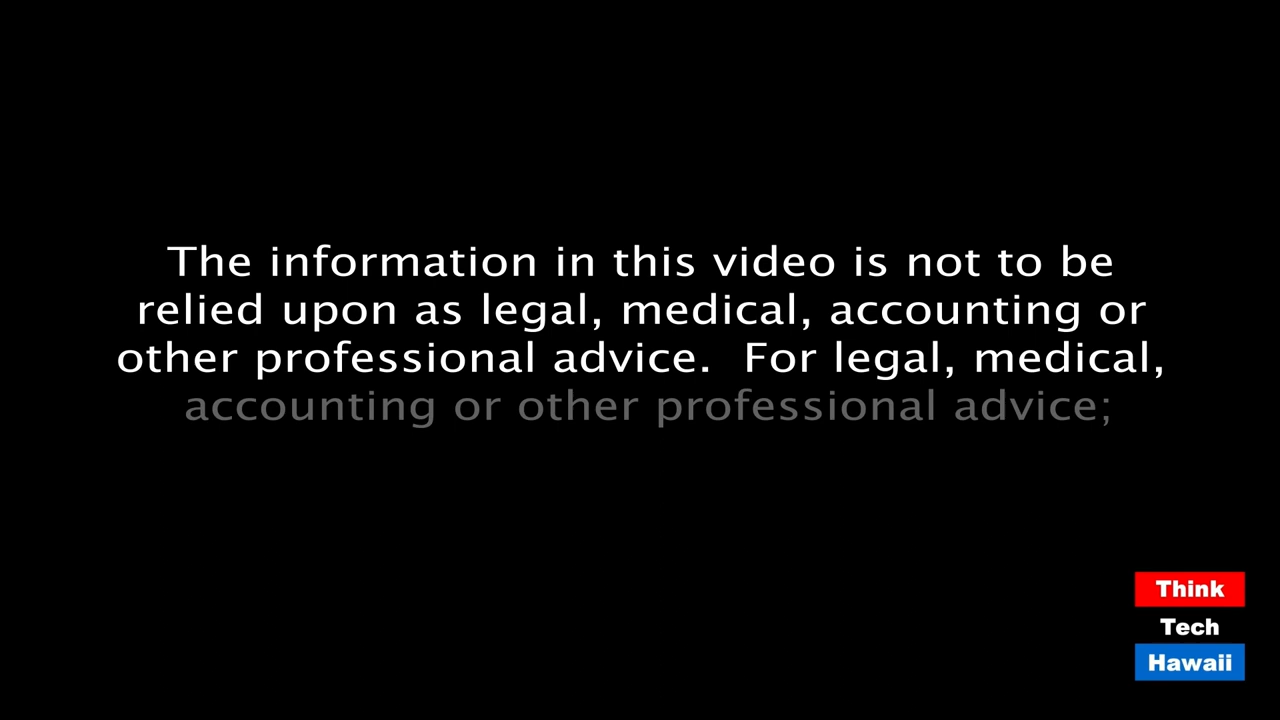 The information in this video is not to be
relied upon as legal, medical, accounting or
other professional advice.  For legal, medical,
accounting or other professional advice;
Think
Tech
Hawaii